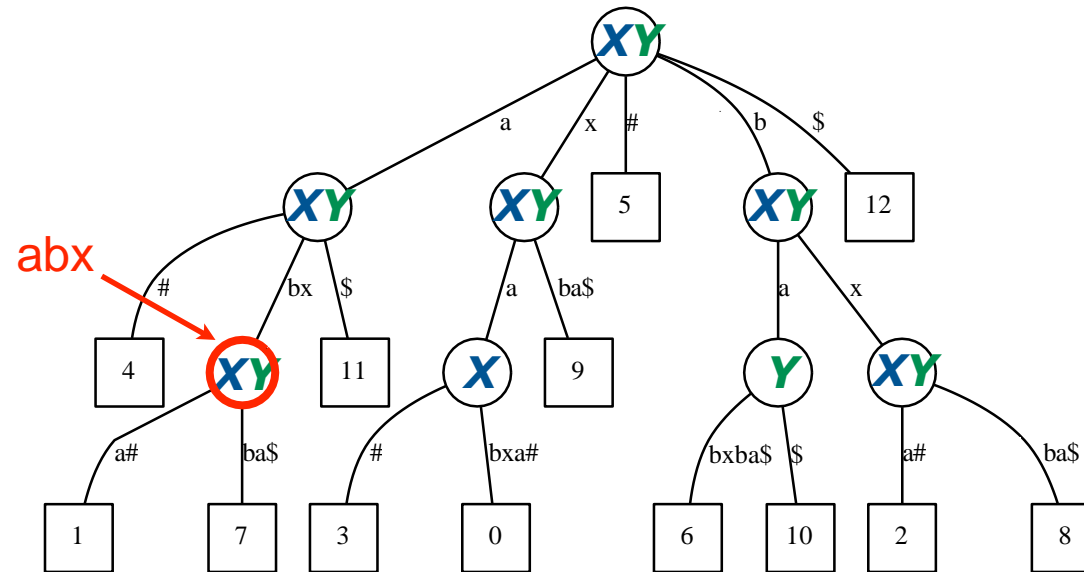 XY
a x # b $
XY XY 5 XY 12
abx
# bx $ a ba$ a x
4 XY 11 X 9 Y XY
a# ba$ # bxa# bxba$ $ a# ba$
1 7 3 0 6 10 2 8